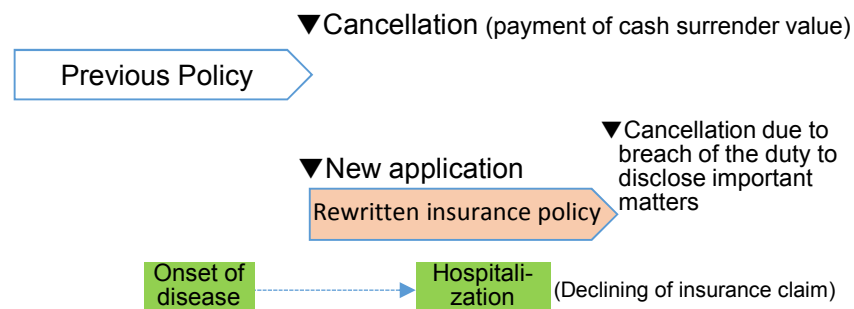 ▼Cancellation (payment of cash surrender value)
Previous Policy
▼Cancellation due to
breach of the duty to
disclose important
matters
▼New application
Rewritten insurance policy
Onset of
disease
Hospitali-
zation
(Declining of insurance claim)